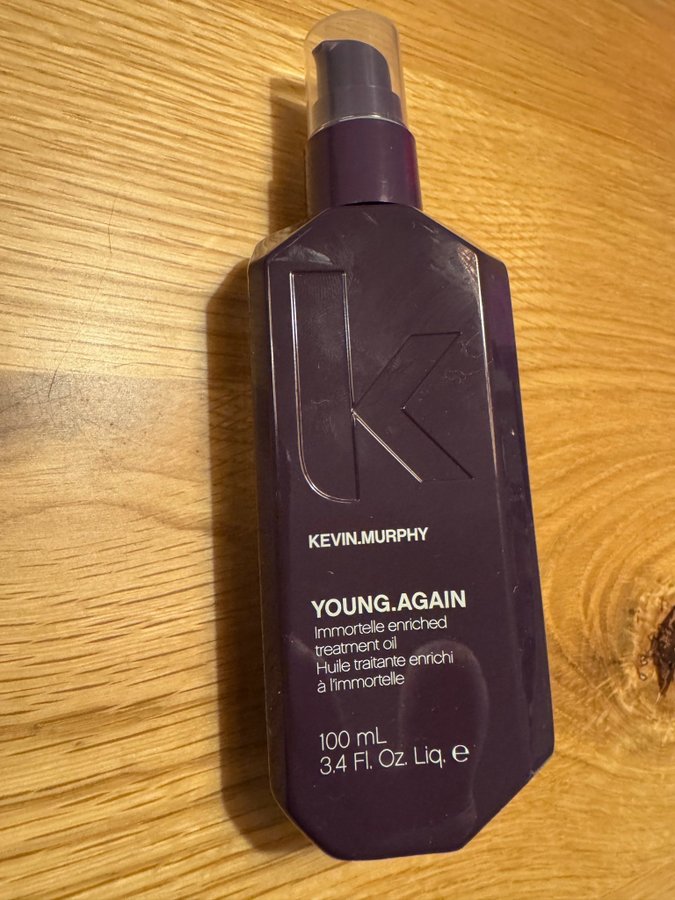 K
KEVIN.MURPHY
YOUNG.AGAIN
Immortelle enriched
treatment oil
Huile traitante enrichi
à l'immortelle
100 mL
3.4 Fl. Oz. Liq. ℮